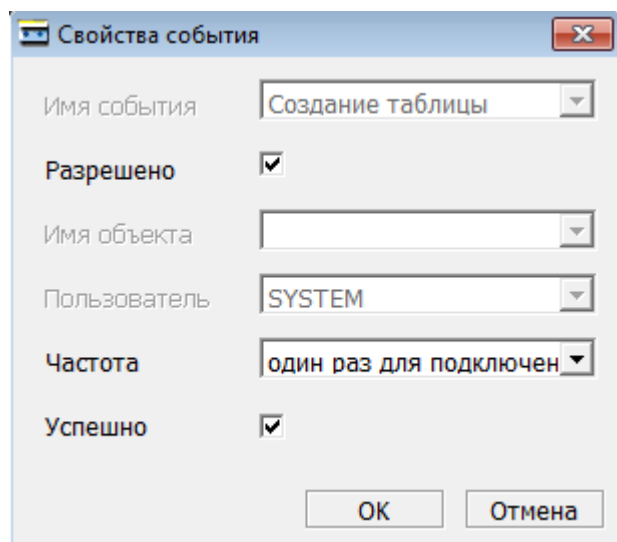 Свойства события
Имя события Создание таблицы
Разрешено
Имя объекта
Пользователь SYSTEM
Частота один раз для подключен
Успешно
OK Отмена